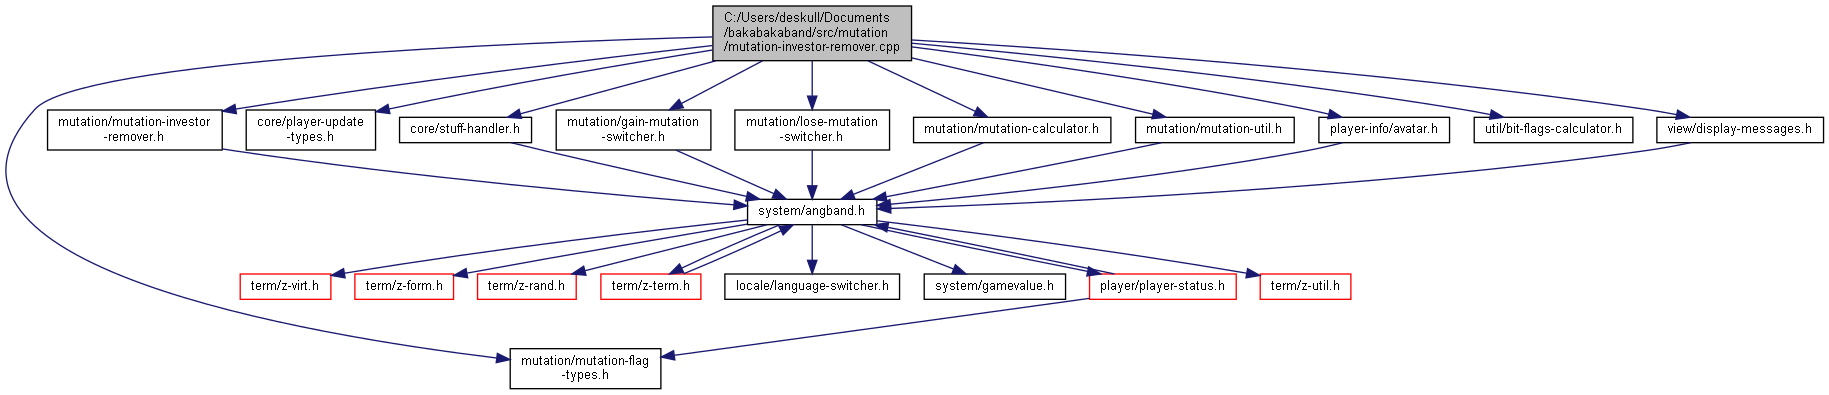 C:/Users/deskull/Documents
/bakabakaband/src/mutation
/mutation-investor-remover.cpp
mutation/mutation-investor
-remover.h
core/player-update
-types.h
core/stuff-handler.h
mutation/gain-mutation
-switcher.h
mutation/lose-mutation
-switcher.h
mutation/mutation-calculator.h
mutation/mutation-util.h
player-info/avatar.h
util/bit-flags-calculator.h
view/display-messages.h
system/angband.h
term/z-virt.h
term/z-form.h
term/z-rand.h
term/z-term.h
locale/language-switcher.h
system/gamevalue.h
player/player-status.h
term/z-util.h
mutation/mutation-flag
-types.h